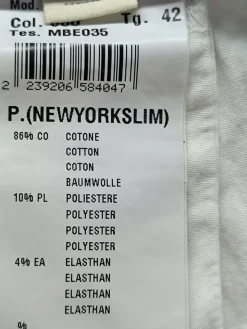 Mod.
Col. Tg. 42
Tes. MBE035
2 239206 584047
P.(NEWYORKSLIM)
86% CO COTONE
COTTON
COTON
BAUMWOLLE
10% PL POLIESTERE
POLYESTER
POLYESTER
POLYESTER
4% EA ELASTHAN
ELASTHAN
ELASTHAN
ELASTHAN
%